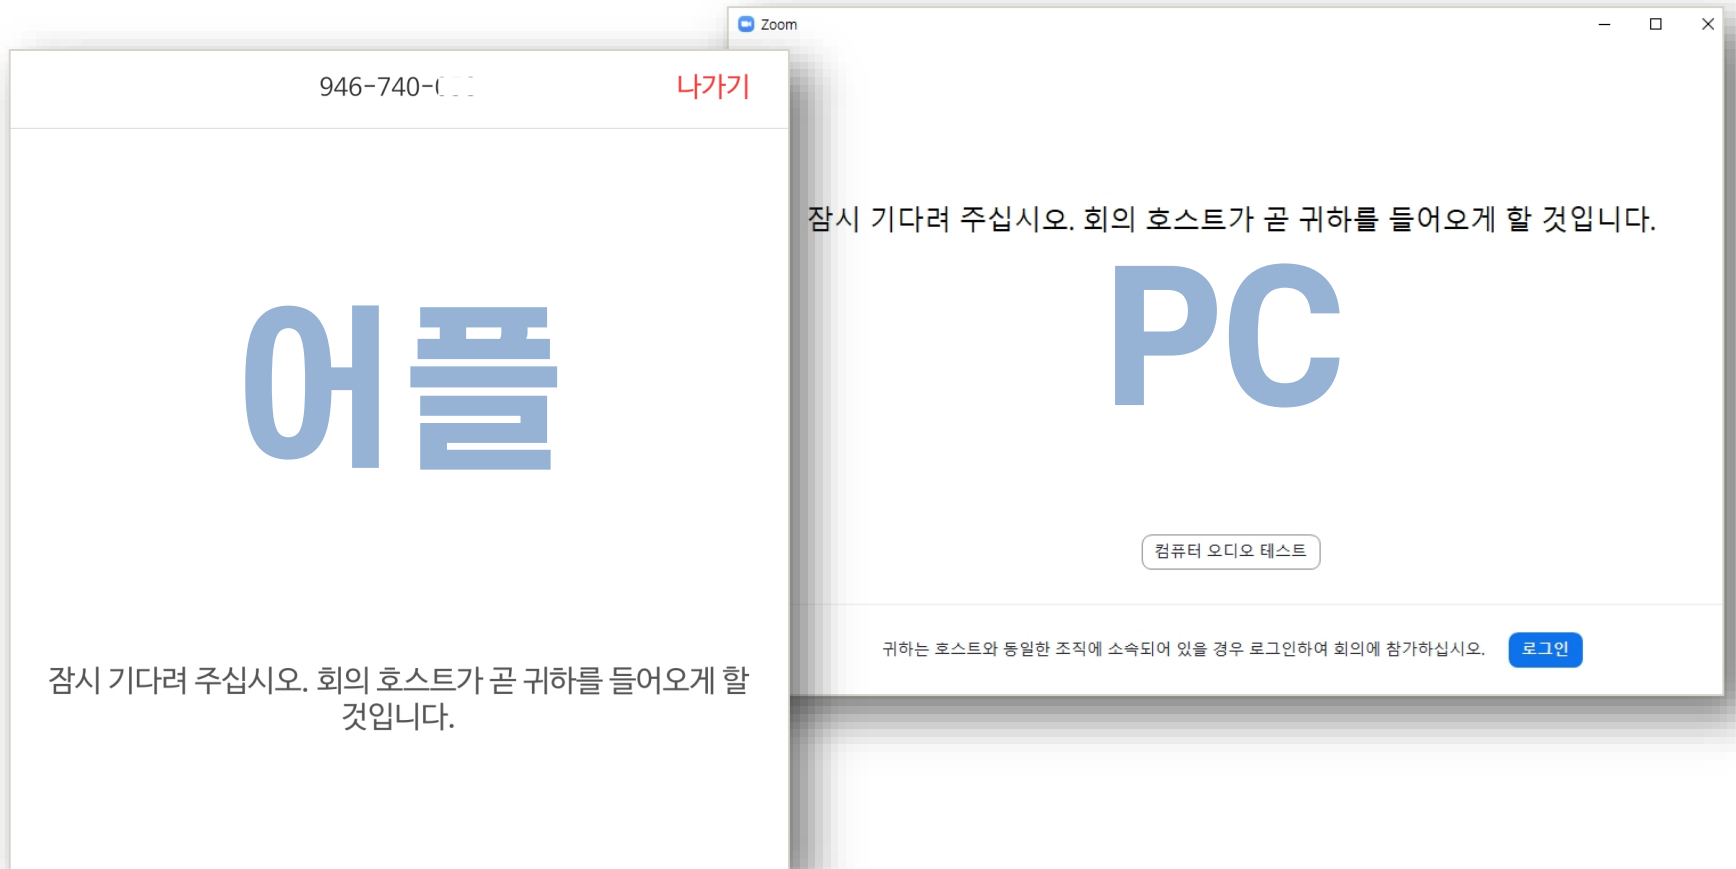 Zoom
946-740-
나가기
잠시 기다려 주십시오. 회의 호스트가 곧 귀하를 들어오게 할 것입니다.
어플
PC
컴퓨터 오디오 테스트
귀하는 호스트와 동일한 조직에 소속되어 있을 경우 로그인하여 회의에 참가하십시오.
로그인
잠시 기다려 주십시오. 회의 호스트가 곧 귀하를 들어오게 할
것입니다.